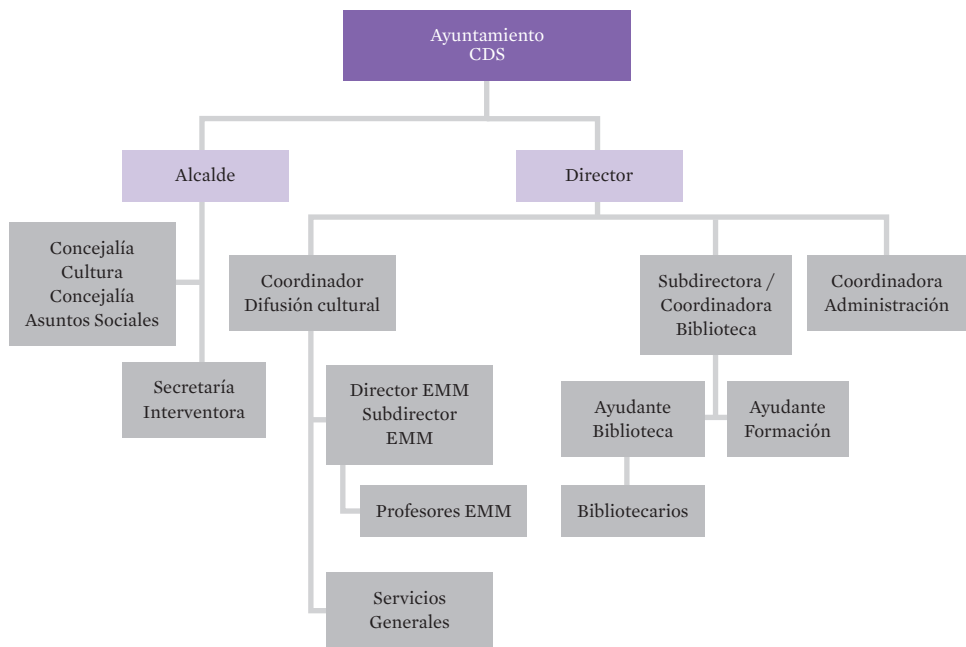 Ayuntamiento
CDS
Alcalde
Director
Concejalía
Cultura
Concejalía
Asuntos Sociales
Coordinador
Difusión cultural
Subdirectora /
Coordinadora
Biblioteca
Coordinadora
Administración
Secretaría
Interventora
Director EMM
Subdirector
EMM
Ayudante
Biblioteca
Ayudante
Formación
Profesores EMM
Bibliotecarios
Servicios
Generales